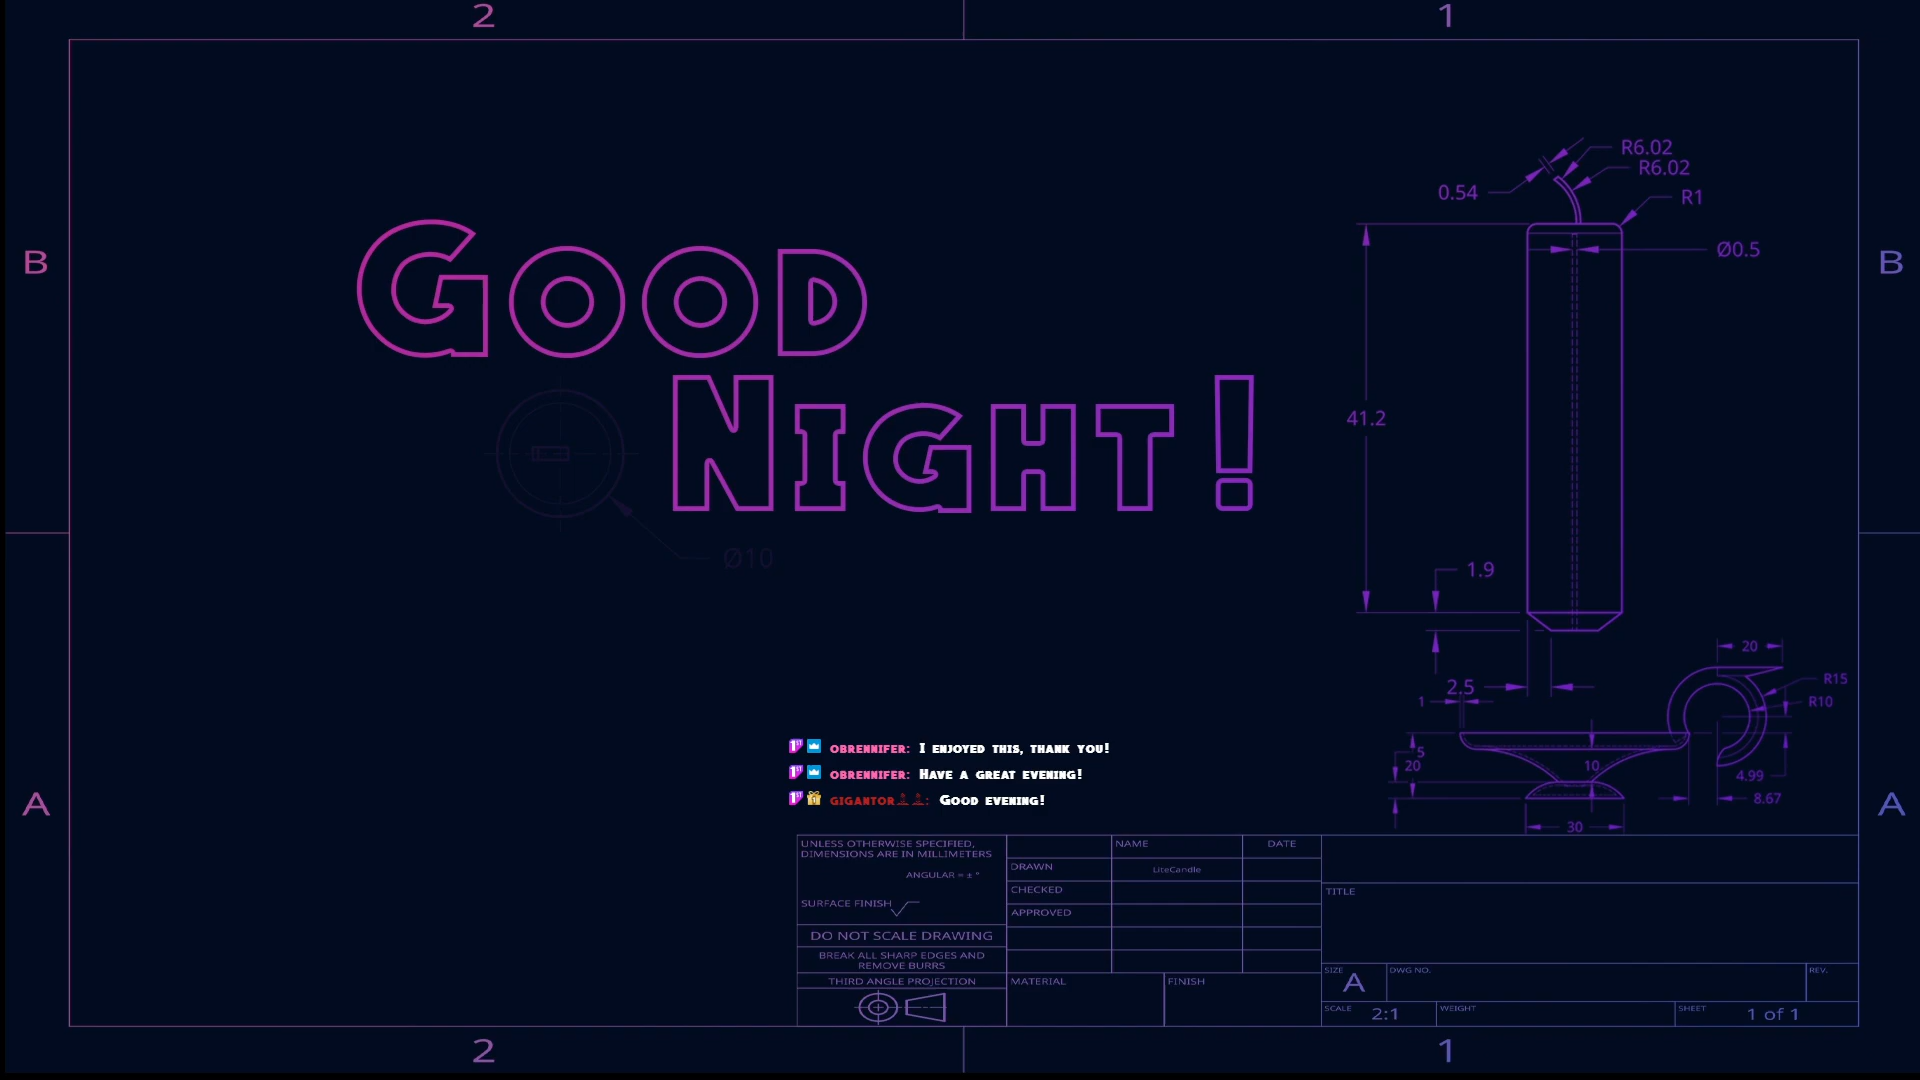 2 1
B B
R6.02
R6.02
0.54
R1
Ø0.5
GOOD
NIGHT!
41.2
Ø10
1.9
20
R15
2.5
1
R10
5
20
10
4.99
8.67
30
OBRENNIFER: I ENJOYED THIS, THANK YOU!
OBRENNIFER: HAVE A GREAT EVENING!
GIGANTOR: GOOD EVENING!
A A
UNLESS OTHERWISE SPECIFIED,
DIMENSIONS ARE IN MILLIMETERS
ANGULAR = ± °
SURFACE FINISH
DO NOT SCALE DRAWING
BREAK ALL SHARP EDGES AND
REMOVE BURRS
THIRD ANGLE PROJECTION
NAME DATE
DRAWN LiteCandle
CHECKED
APPROVED
MATERIAL FINISH
TITLE
SIZE DWG NO. REV.
A
SCALE 2:1 WEIGHT SHEET 1 of 1
2 1